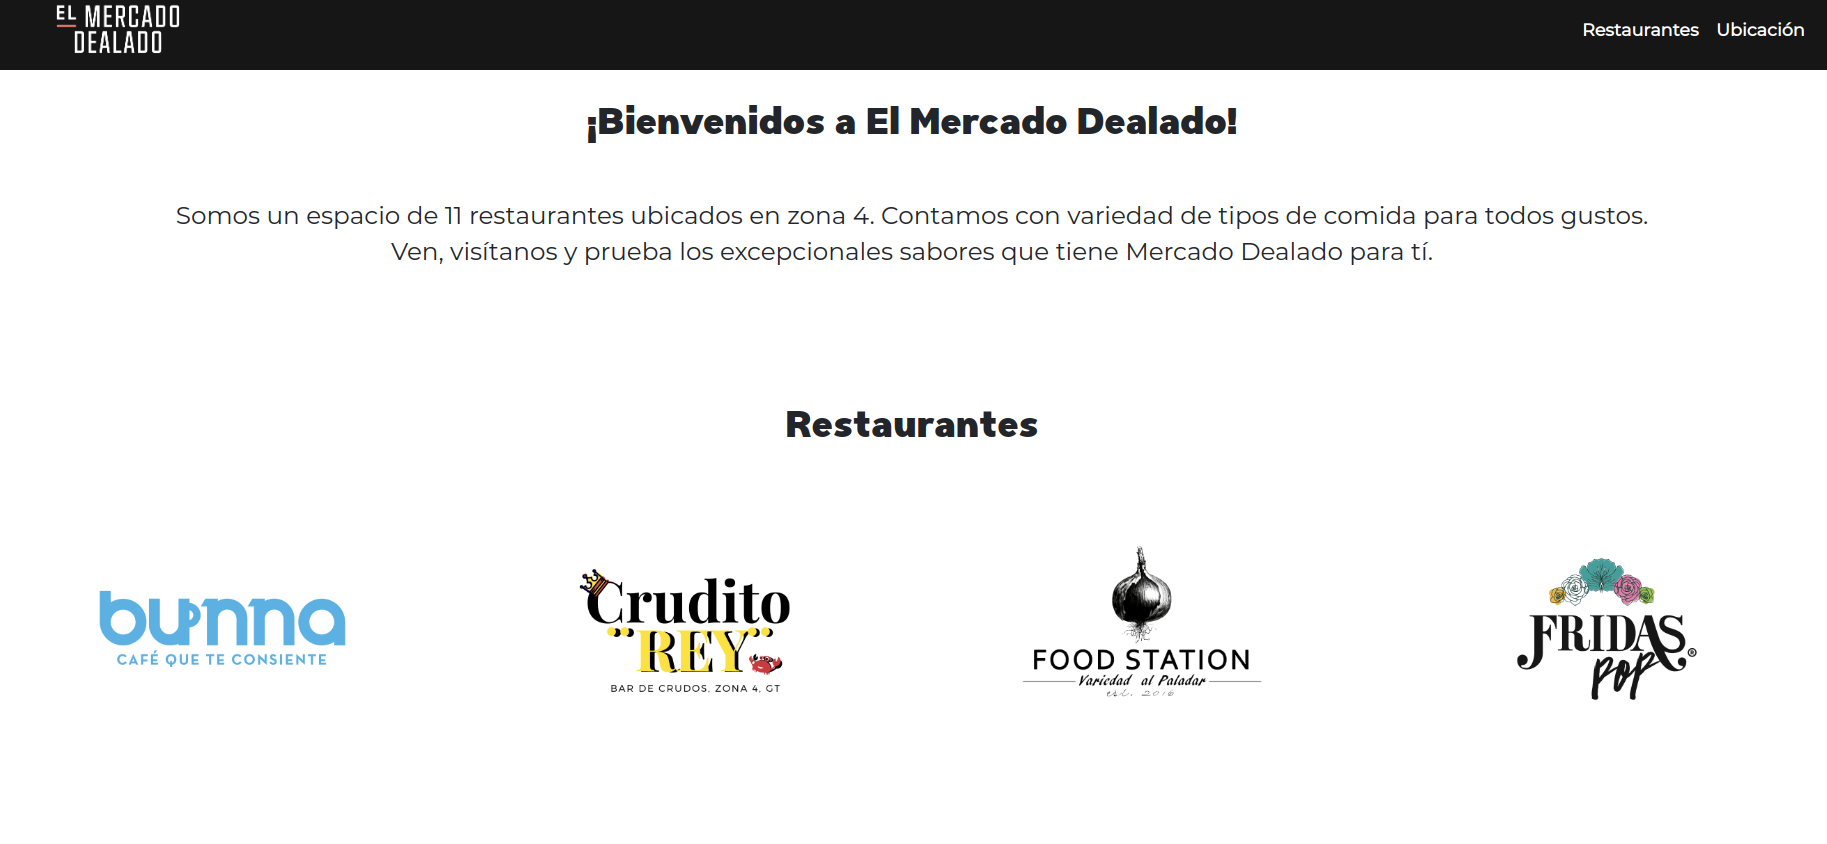 EL MERCADO
DEALADO
Restaurantes Ubicación
¡Bienvenidos a El Mercado Dealado!
Somos un espacio de 11 restaurantes ubicados en zona 4. Contamos con variedad de tipos de comida para todos gustos.
Ven, visítanos y prueba los excepcionales sabores que tiene Mercado Dealado para tí.
Restaurantes
bunna
CAFÉ QUE TE CONSIENTE
Crudito
¨REY¨
BAR DE CRUDOS. ZONA 4. GT
FOOD STATION
Variedad al Paladar
est. 2016
FRIDAS
POP ®